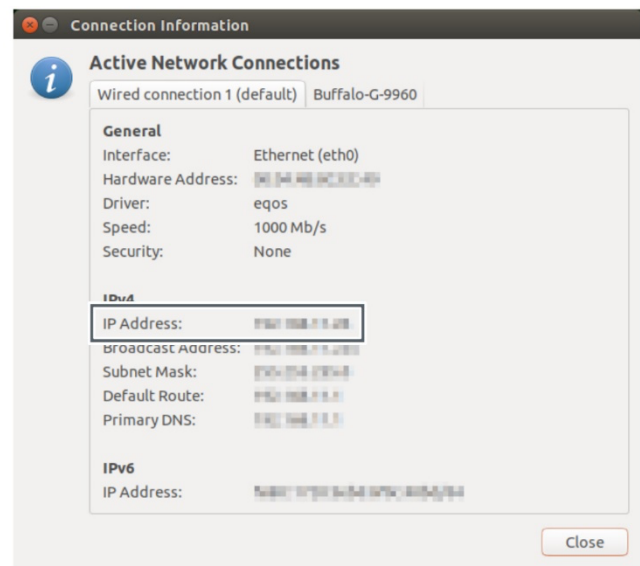 Connection Information
Active Network Connections
Wired connection 1 (default) Buffalo-G-9960
General
Interface: Ethernet (eth0)
Hardware Address:
Driver: eqos
Speed: 1000 Mb/s
Security: None
IPv4
IP Address:
Broadcast Address:
Subnet Mask:
Default Route:
Primary DNS:
IPv6
IP Address:
Close